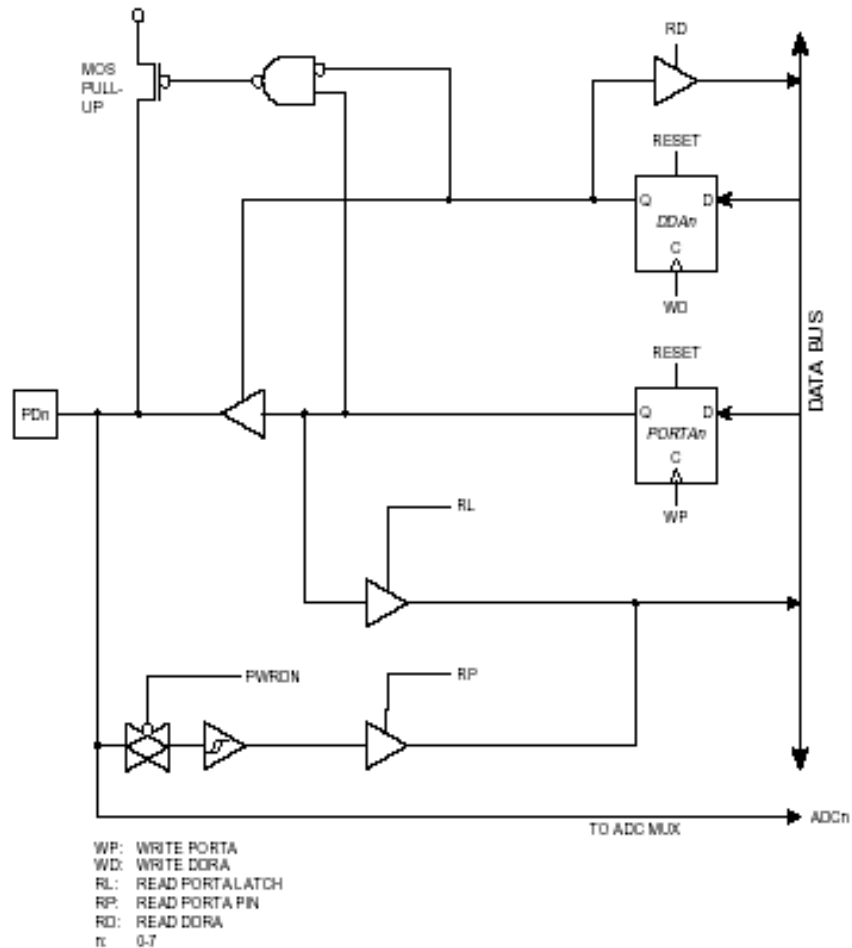 RD
MOS
PULL-
UP
RESET
Q
D
DDAn
C
WD
RESET
PDn
Q
D
PORTAn
C
WP
DATA BUS
RL
PWRDN
RP
TO ADC MUX
ADCn
WP: WRITE PORTA
WD: WRITE DDRA
RL: READ PORTA LATCH
RP: READ PORTA PIN
RD: READ DDRA
n: 0-7